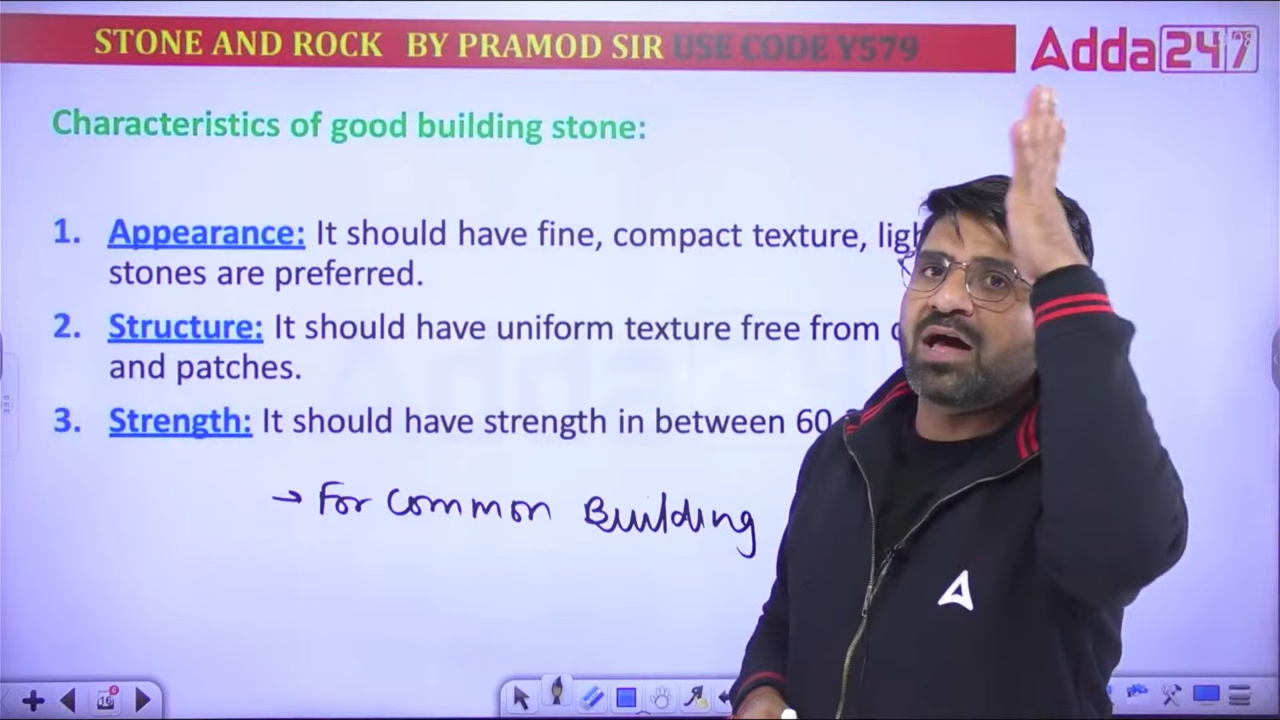 STONE AND ROCK BY PRAMOD SIR USE CODE Y579
Adda247
Characteristics of good building stone:
1. Appearance: It should have fine, compact texture,
stones are preferred.
2. Structure: It should have uniform texture free from
and patches.
3. Strength: It should have strength in between 60
→ For Common Building
16